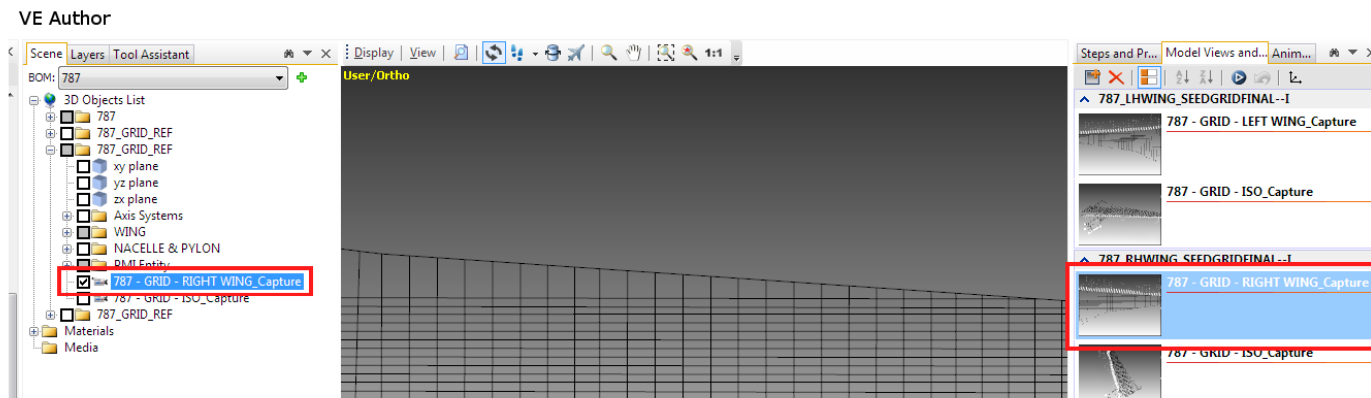 VE Author
Scene Layers Tool Assistant
BOM: 787
3D Objects List
787
787_GRID_REF
787_GRID_REF
xy plane
yz plane
zx plane
Axis Systems
WING
NACELLE & PYLON
PMI Entity
787 - GRID - RIGHT WING_Capture
787 - GRID - ISO_Capture
787_GRID_REF
Materials
Media
Display View 1:1
User/Ortho
Steps and Pr... Model Views and... Anim...
787_LHWING_SEEDGRIDFINAL--I
787 - GRID - LEFT WING_Capture
787 - GRID - ISO_Capture
787_RHWING_SEEDGRIDFINAL--I
787 - GRID - RIGHT WING_Capture
787 - GRID - ISO_Capture